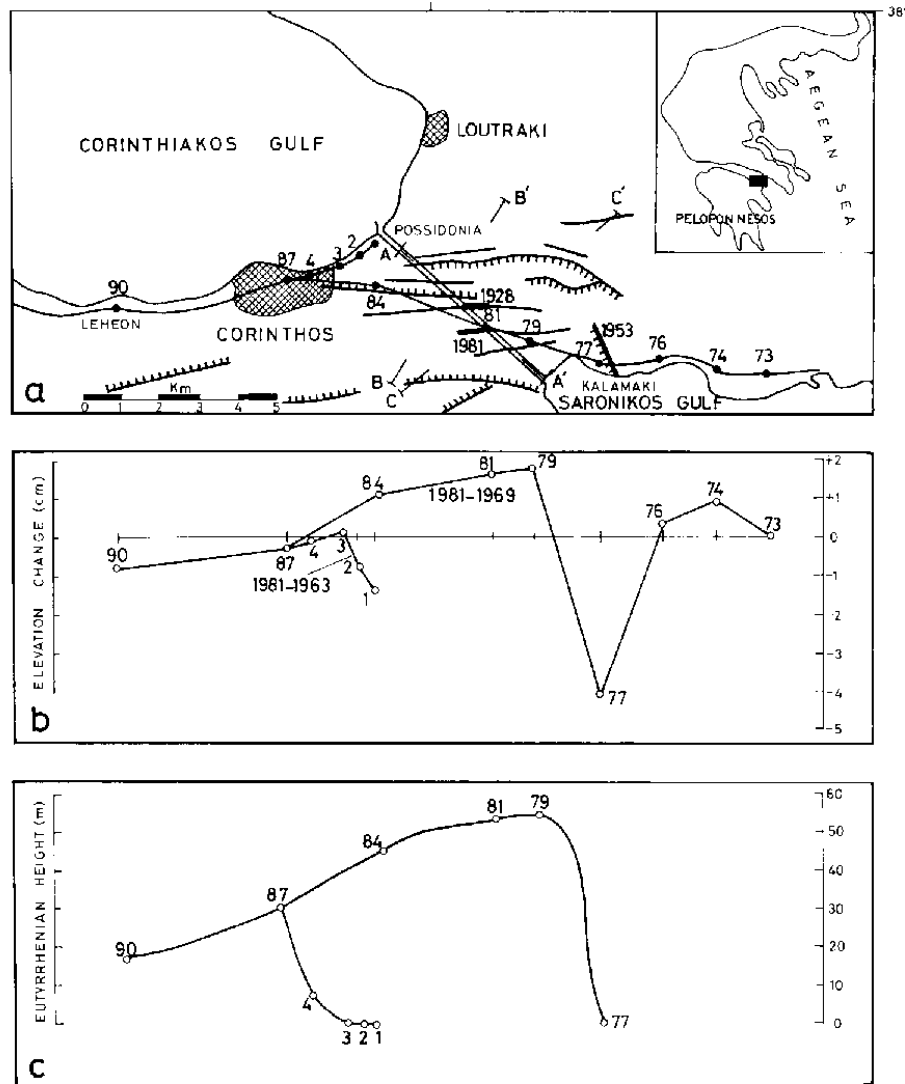 38°
CORINTHIAKOS GULF
LOUTRAKI
AEGEAN SEA
PELOPONNESOS
B'
C'
POSSIDONIA
87 4 3 2 1
A
90
LEHEON
CORINTHOS
84
1928
81
1981
79
77
1953
76
74
73
B
C
A'
KALAMAKI
SARONIKOS GULF
Km
0 1 2 3 4 5
a
ELEVATION CHANGE (cm)
90
87
4
3
2
1
84
81
79
77
76
74
73
1981-1969
1981-1963
+2
+1
0
-1
-2
-3
-4
-5
b
EUTYRRHENIAN HEIGHT (m)
90
87
84
81
79
77
4
3 2 1
60
50
40
30
20
10
0
c